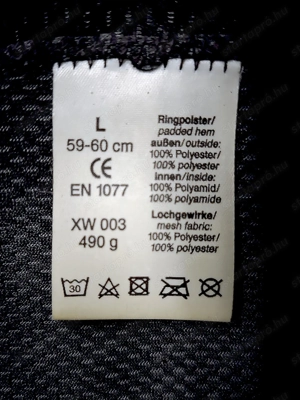 L
59-60 cm
CE
EN 1077
XW 003
490 g
Ringpolster/
padded hem
außen/outside:
100% Polyester/
100% polyester
innen/inside:
100% Polyamid/
100% polyamide
Lochgewirke/
mesh fabric:
100% Polyester/
100% polyester
30